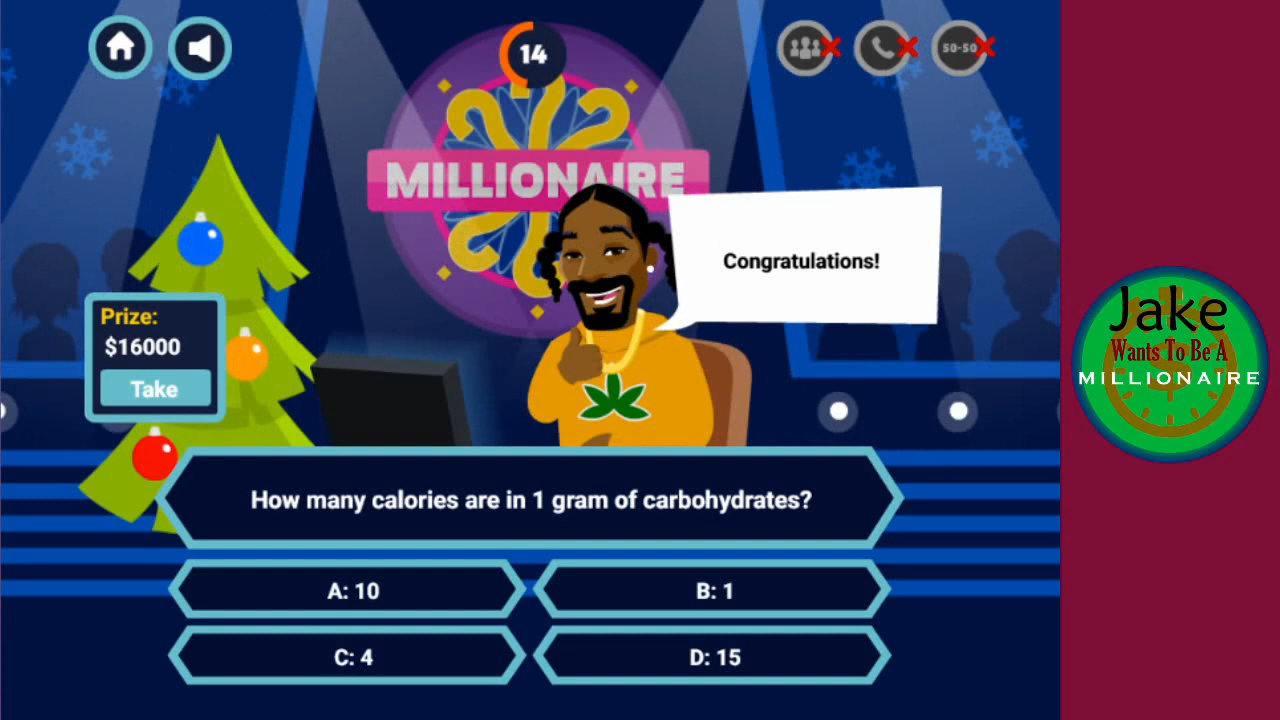 14
50-50
MILLIONAIRE
Congratulations!
Prize:
$16000
Take
Jake
Wants To Be A
MILLIONAIRE
How many calories are in 1 gram of carbohydrates?
A: 10
B: 1
C: 4
D: 15